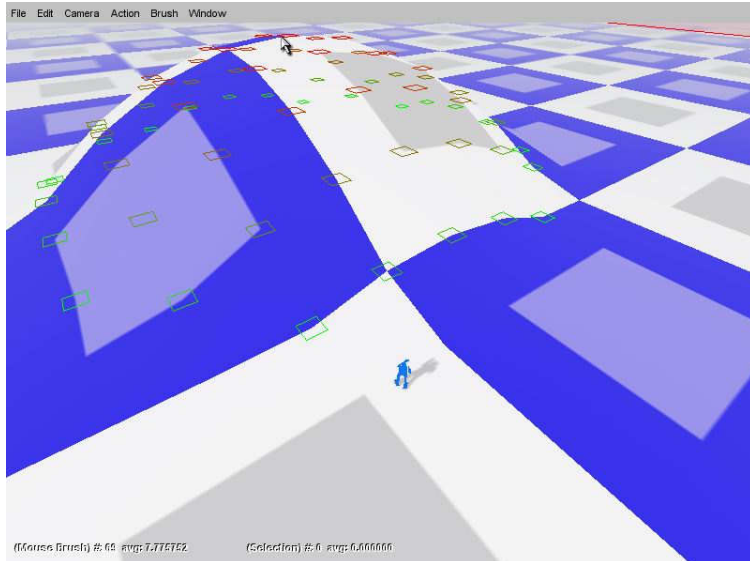 File Edit Camera Action Brush Window
(Mouse Brush) #: 69 avg: 7.775752 (Selection) #: 0 avg: 0.000000